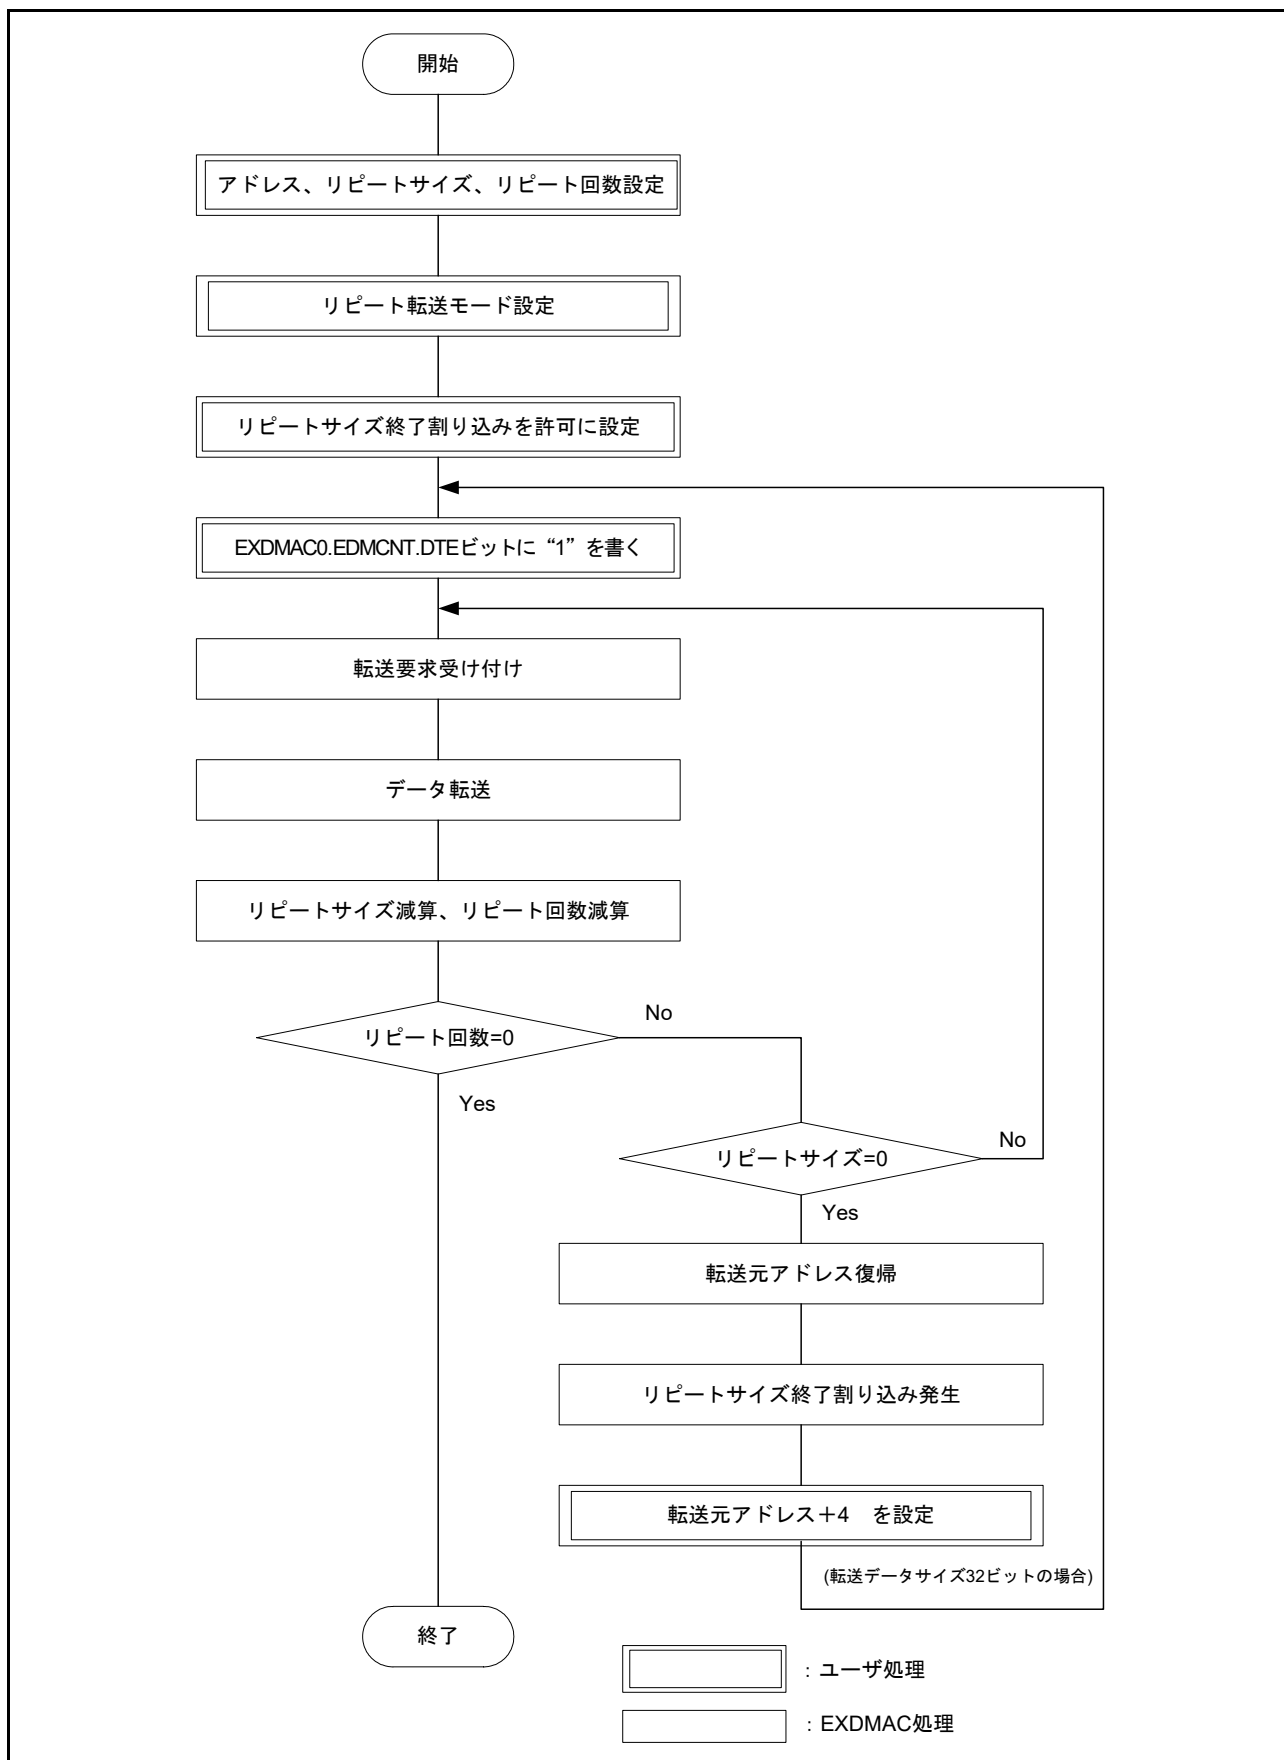 開始
アドレス、リピートサイズ、リピート回数設定
リピート転送モード設定
リピートサイズ終了割り込みを許可に設定
EXDMAC0.EDMCNT.DTEビットに“1”を書く
転送要求受け付け
データ転送
リピートサイズ減算、リピート回数減算
No
リピート回数=0
Yes
No
リピートサイズ=0
Yes
転送元アドレス復帰
リピートサイズ終了割り込み発生
転送元アドレス+4　を設定
(転送データサイズ32ビットの場合)
終了
：ユーザ処理
：EXDMAC処理